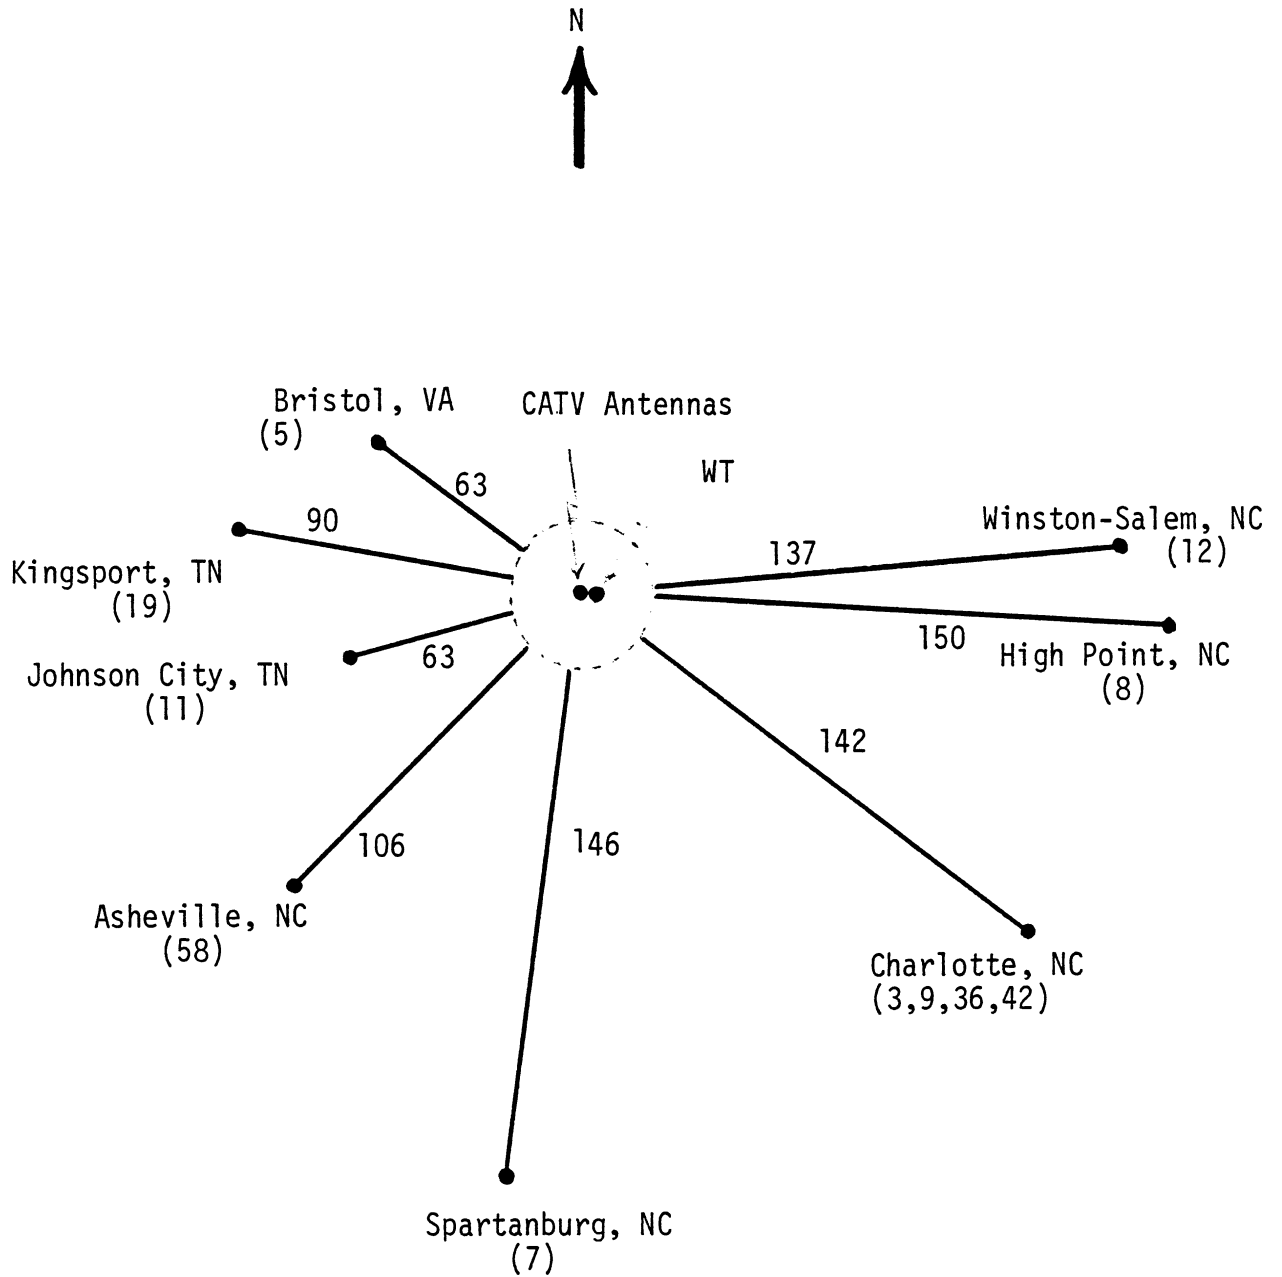 N
Bristol, VA
(5)
CATV Antennas
63
WT
90
Kingsport, TN
(19)
Winston-Salem, NC
(12)
137
63
Johnson City, TN
(11)
150
High Point, NC
(8)
142
106
146
Asheville, NC
(58)
Charlotte, NC
(3,9,36,42)
Spartanburg, NC
(7)